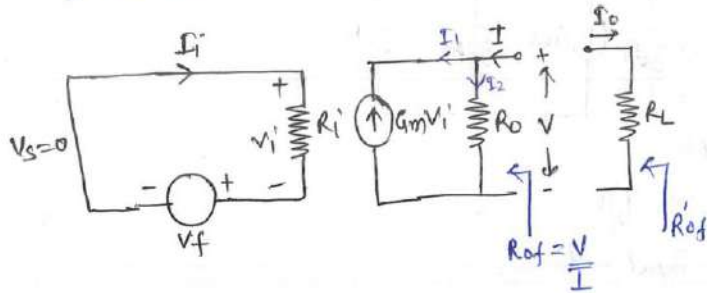 Io
Ii
I1 I
+ +
I2
Vs=0 Vi Ri GmVi Ro V RL
- + - -
Vf
Rof = V/I
R'of